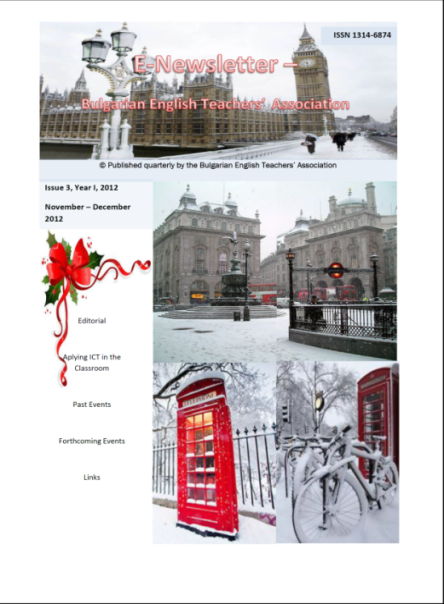 ISSN 1314-6874
E-Newsletter –
Bulgarian English Teachers' Association
© Published quarterly by the Bulgarian English Teachers' Association
Issue 3, Year I, 2012
November – December
2012
Editorial
Aplying ICT in the
Classroom
Past Events
Forthcoming Events
Links
TELEPHONE